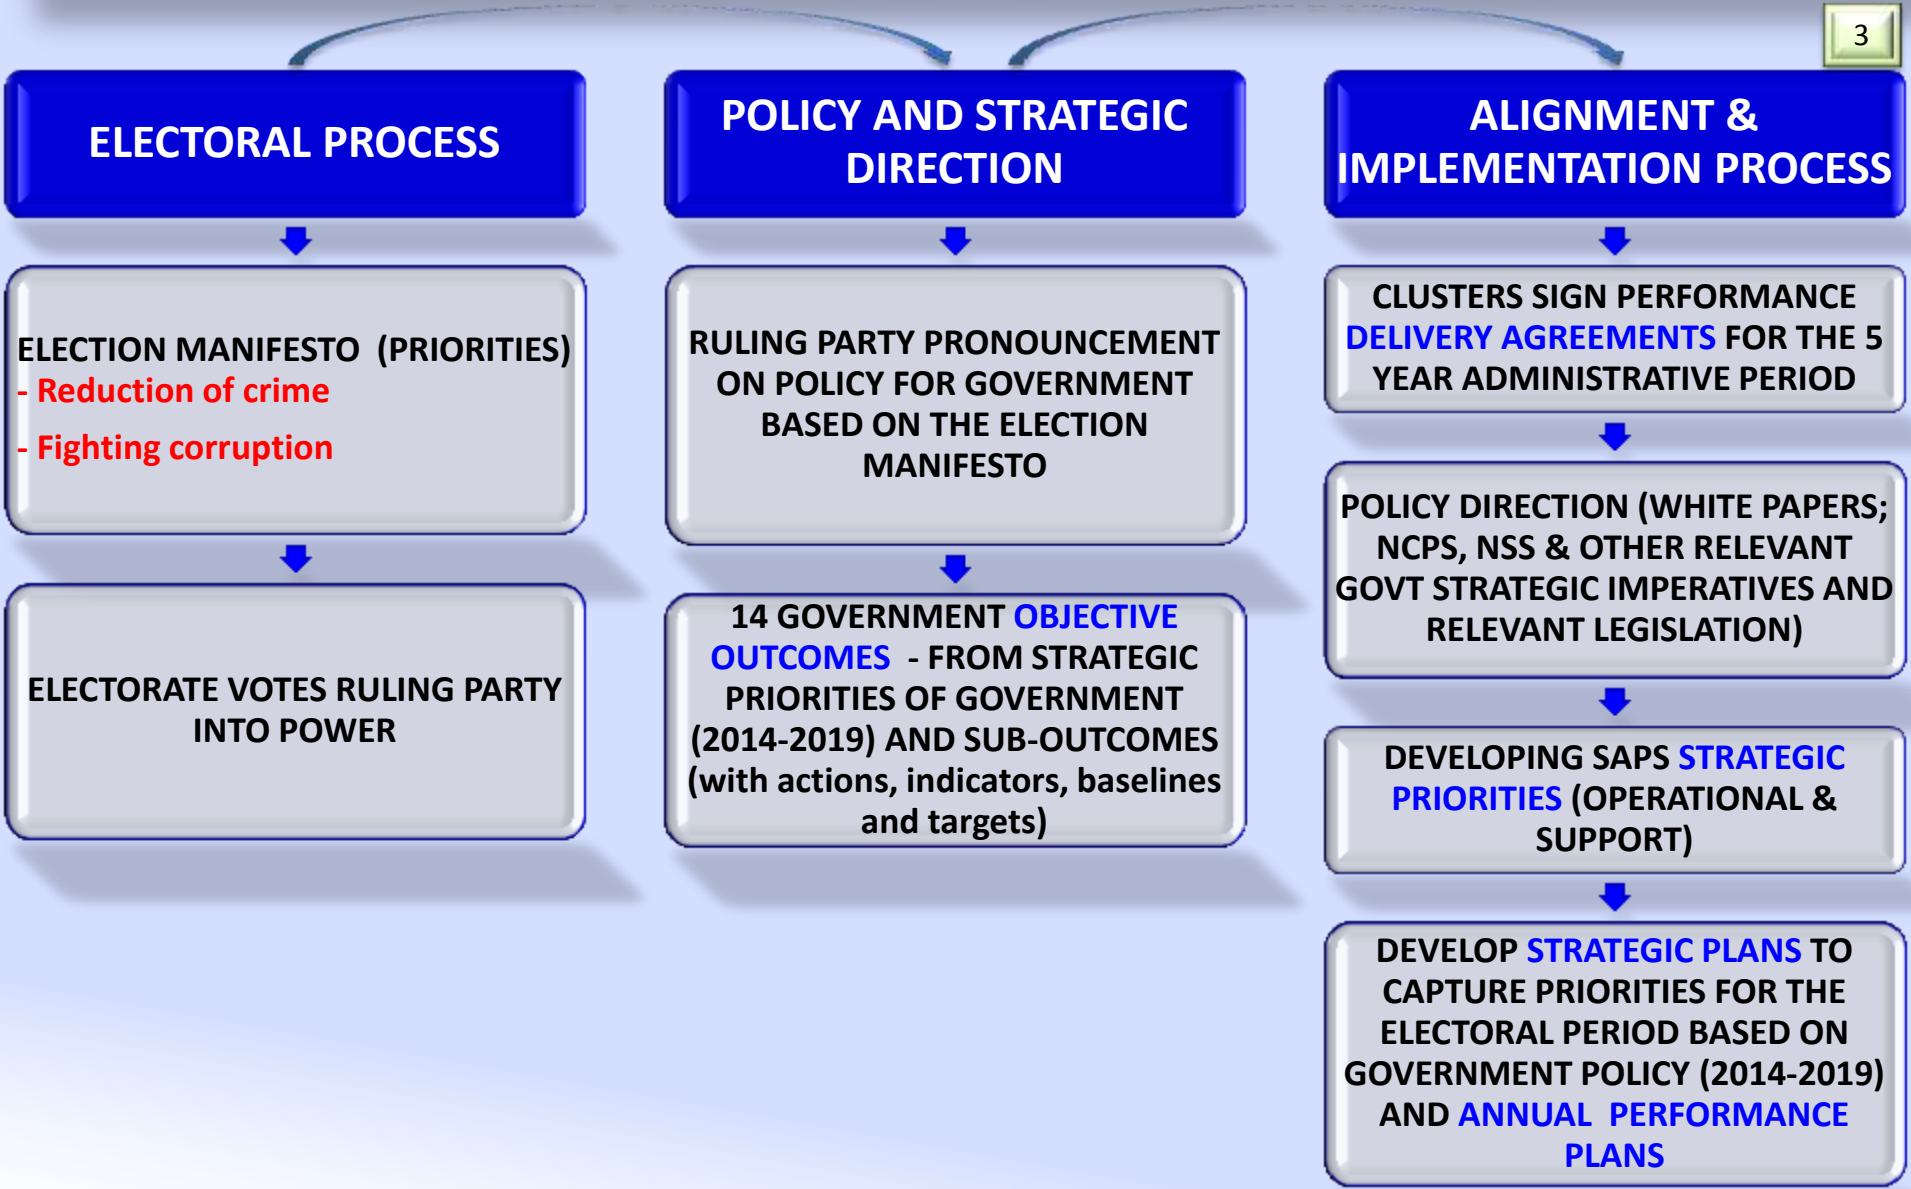 3
ELECTORAL PROCESS
ELECTION MANIFESTO (PRIORITIES)
- Reduction of crime
- Fighting corruption
ELECTORATE VOTES RULING PARTY
INTO POWER
POLICY AND STRATEGIC
DIRECTION
RULING PARTY PRONOUNCEMENT
ON POLICY FOR GOVERNMENT
BASED ON THE ELECTION
MANIFESTO
14 GOVERNMENT OBJECTIVE
OUTCOMES - FROM STRATEGIC
PRIORITIES OF GOVERNMENT
(2014-2019) AND SUB-OUTCOMES
(with actions, indicators, baselines
and targets)
ALIGNMENT &
IMPLEMENTATION PROCESS
CLUSTERS SIGN PERFORMANCE
DELIVERY AGREEMENTS FOR THE 5
YEAR ADMINISTRATIVE PERIOD
POLICY DIRECTION (WHITE PAPERS;
NCPS, NSS & OTHER RELEVANT
GOVT STRATEGIC IMPERATIVES AND
RELEVANT LEGISLATION)
DEVELOPING SAPS STRATEGIC
PRIORITIES (OPERATIONAL &
SUPPORT)
DEVELOP STRATEGIC PLANS TO
CAPTURE PRIORITIES FOR THE
ELECTORAL PERIOD BASED ON
GOVERNMENT POLICY (2014-2019)
AND ANNUAL PERFORMANCE
PLANS